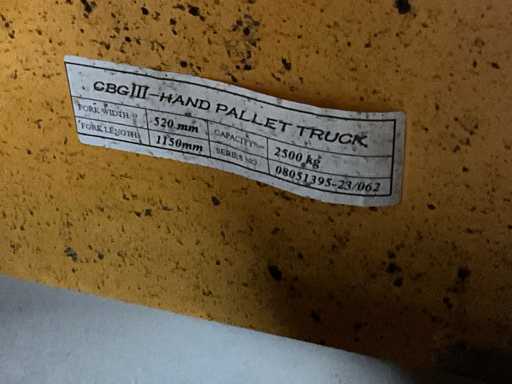 CBGIII-HAND PALLET TRUCK
FORK WIDTH: 520 mm CAPACITY: 2500 kg
FORK LENGTH: 1150mm SERIES NO. 08051395-23/062